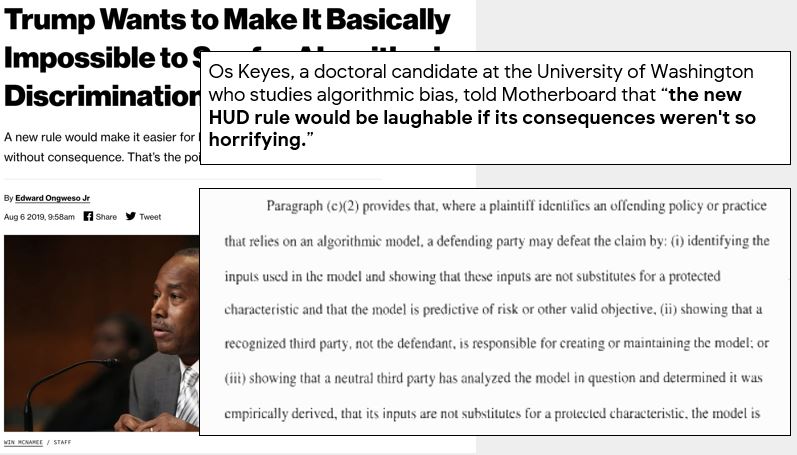 Trump Wants to Make It Basically
Impossible to
Discrimination
A new rule would make it easier for
without consequence. That's the
By Edward Ongweso Jr
Aug 6 2019, 9:58am Share Tweet
WIN MCNAMEE / STAFF
Os Keyes, a doctoral candidate at the University of Washington
who studies algorithmic bias, told Motherboard that “the new
HUD rule would be laughable if its consequences weren't so
horrifying.”
Paragraph (c)(2) provides that, where a plaintiff identifies an offending policy or practice
that relies on an algorithmic model, a defending party may defeat the claim by: (i) identifying the
inputs used in the model and showing that these inputs are not substitutes for a protected
characteristic and that the model is predictive of risk or other valid objective, (ii) showing that a
recognized third party, not the defendant, is responsible for creating or maintaining the model; or
(iii) showing that a neutral third party has analyzed the model in question and determined it was
empirically derived, that its inputs are not substitutes for a protected characteristic, the model is